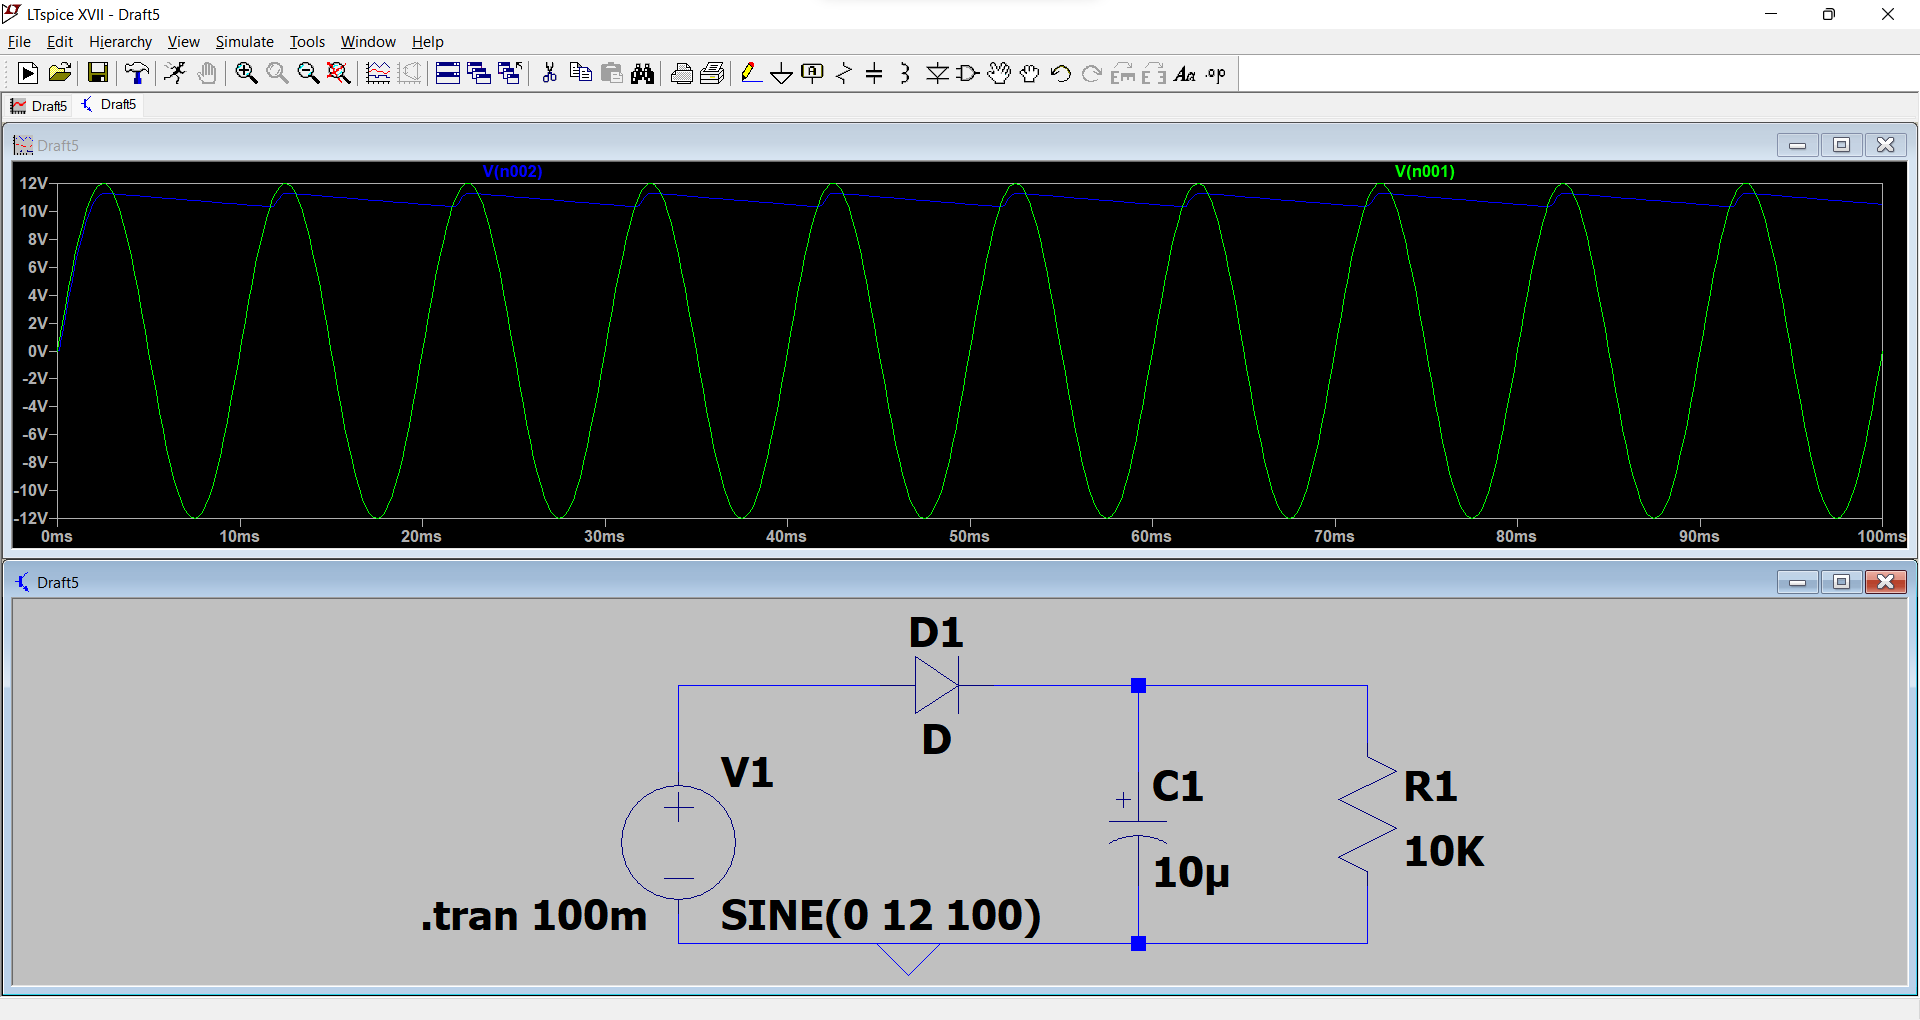 LTspice XVII - Draft5
File Edit Hierarchy View Simulate Tools Window Help
Aa .op
Draft5 Draft5
Draft5
V(n002) V(n001)
12V
10V
8V
6V
4V
2V
0V
-2V
-4V
-6V
-8V
-10V
-12V
0ms 10ms 20ms 30ms 40ms 50ms 60ms 70ms 80ms 90ms 100ms
Draft5
D1
D
V1
C1
R1
10K
10µ
.tran 100m SINE(0 12 100)